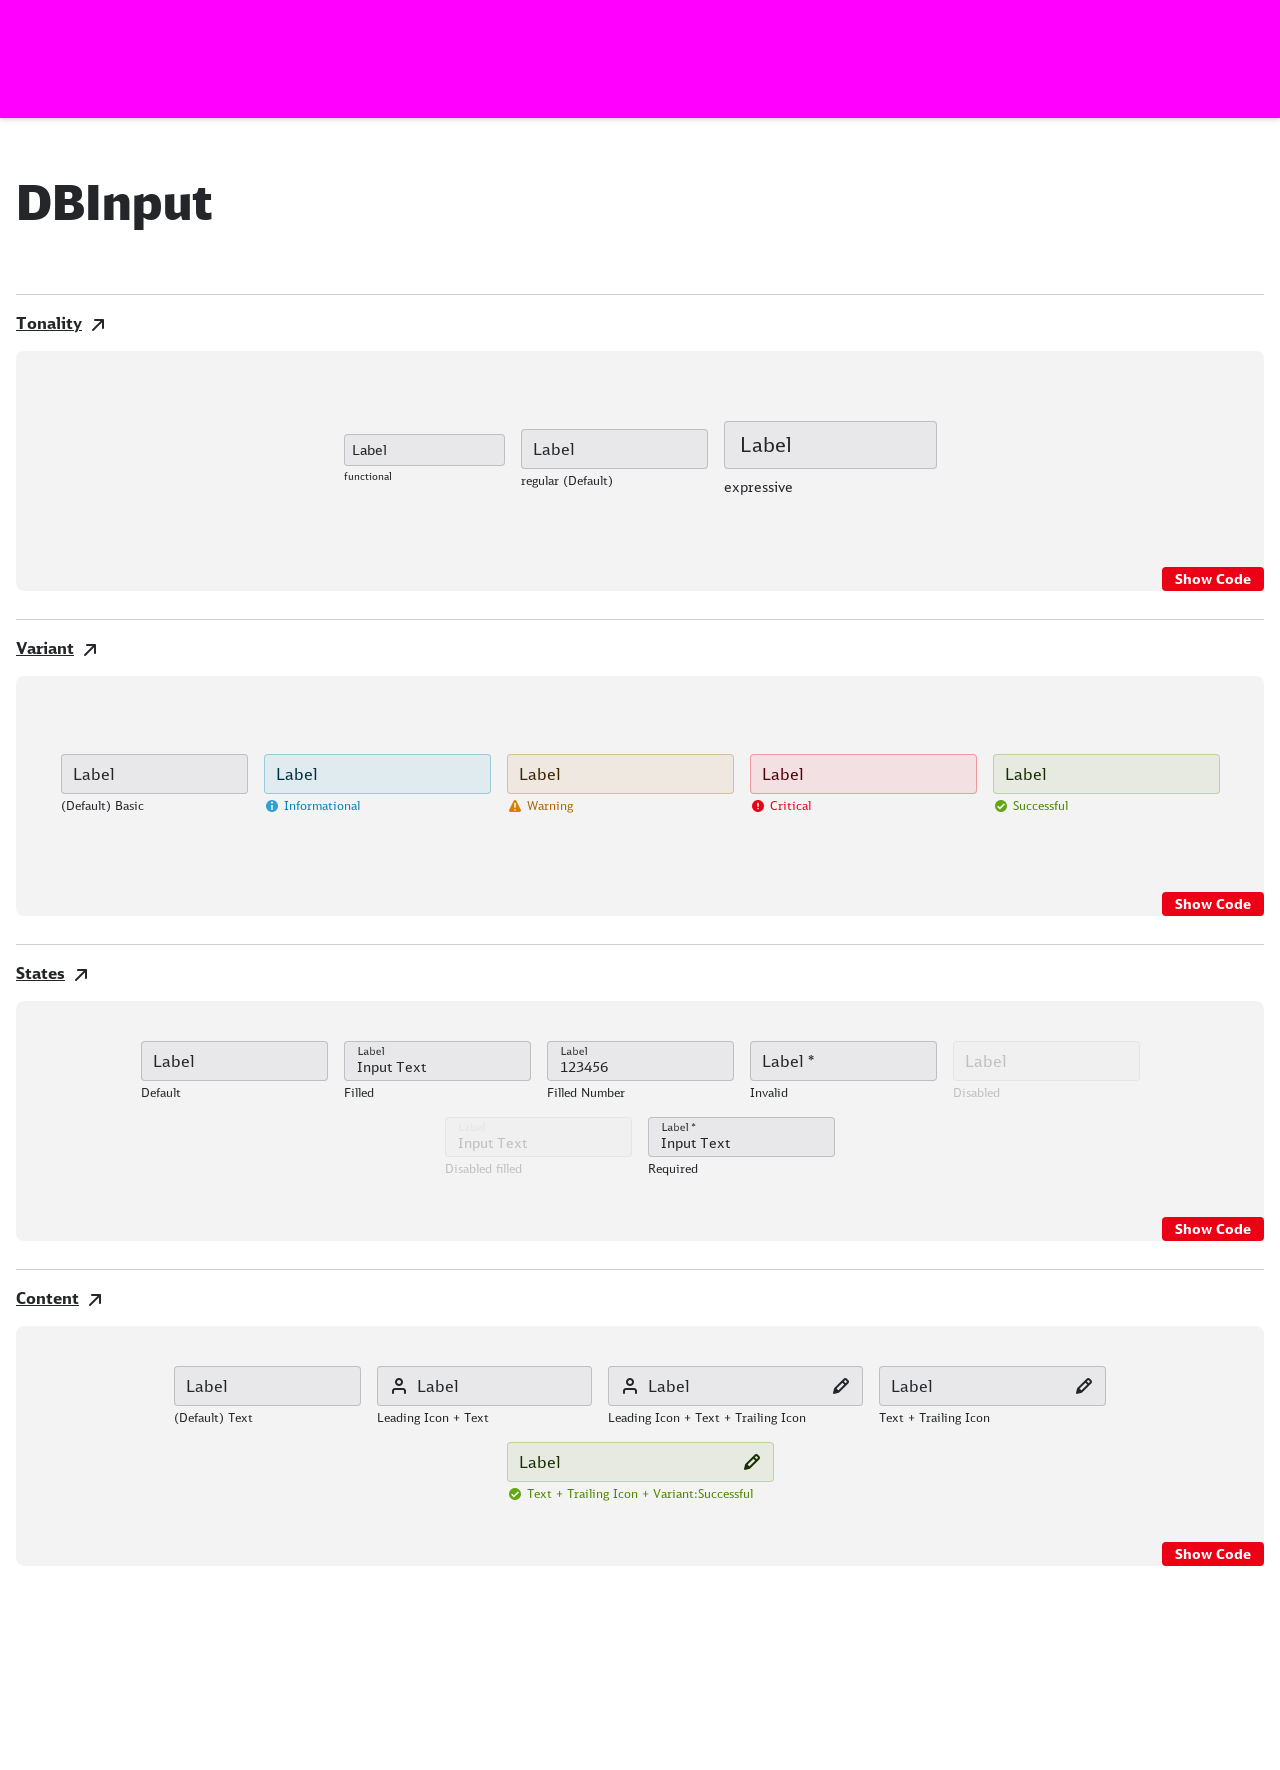 DBInput
Tonality
Label
Label
Label
functional
regular (Default)
expressive
Show Code
Variant
Label
Label
Label
Label
Label
(Default) Basic
Informational
Warning
Critical
Successful
Show Code
States
Label
Label
Input Text
Label
123456
Label *
Label
Default
Filled
Filled Number
Invalid
Disabled
Label
Input Text
Label *
Input Text
Disabled filled
Required
Show Code
Content
Label
Label
Label
Label
(Default) Text
Leading Icon + Text
Leading Icon + Text + Trailing Icon
Text + Trailing Icon
Label
Text + Trailing Icon + Variant:Successful
Show Code